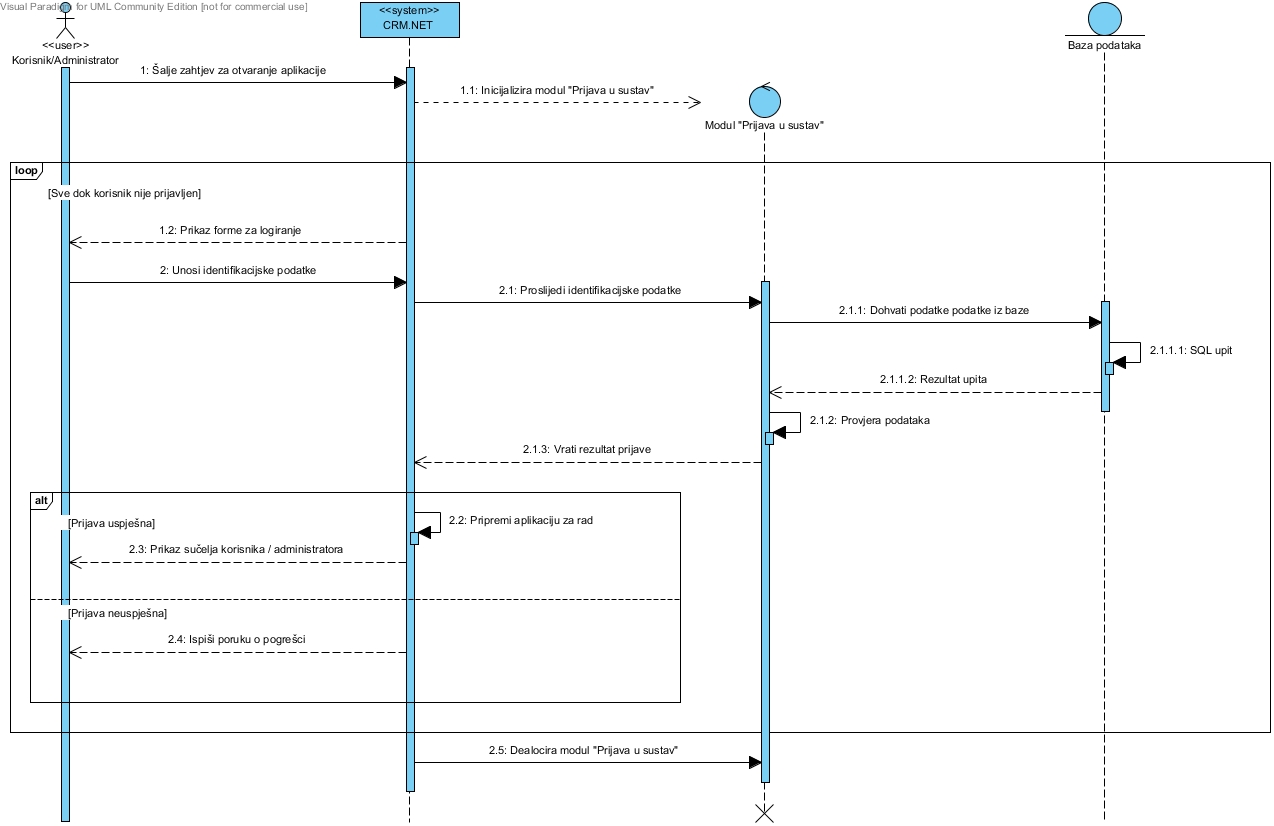 Visual Paradigm for UML Community Edition [not for commercial use]
<<user>>
Korisnik/Administrator
<<system>>
CRM.NET
Baza podataka
1: Šalje zahtjev za otvaranje aplikacije
1.1: Inicijalizira modul "Prijava u sustav"
Modul "Prijava u sustav"
loop
[Sve dok korisnik nije prijavljen]
1.2: Prikaz forme za logiranje
2: Unosi identifikacijske podatke
2.1: Proslijedi identifikacijske podatke
2.1.1: Dohvati podatke podatke iz baze
2.1.1.1: SQL upit
2.1.1.2: Rezultat upita
2.1.2: Provjera podataka
2.1.3: Vrati rezultat prijave
alt
[Prijava uspješna]
2.2: Pripremi aplikaciju za rad
2.3: Prikaz sučelja korisnika / administratora
[Prijava neuspješna]
2.4: Ispiši poruku o pogrešci
2.5: Dealocira modul "Prijava u sustav"